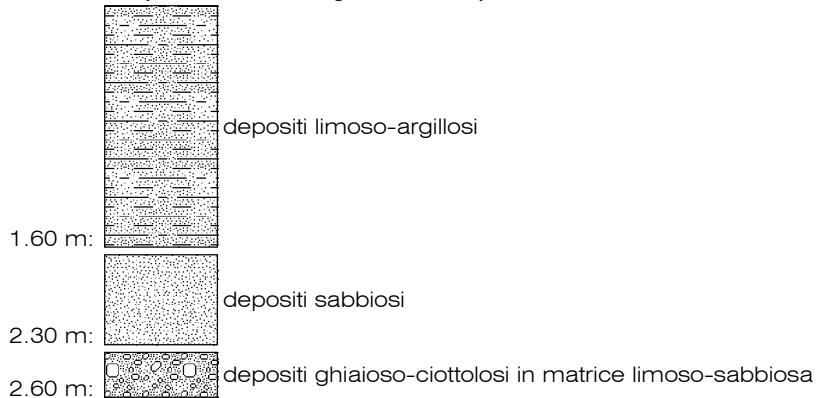 depositi limoso-argillosi
1.60 m:
depositi sabbiosi
2.30 m:
depositi ghiaioso-ciottolosi in matrice limoso-sabbiosa
2.60 m: